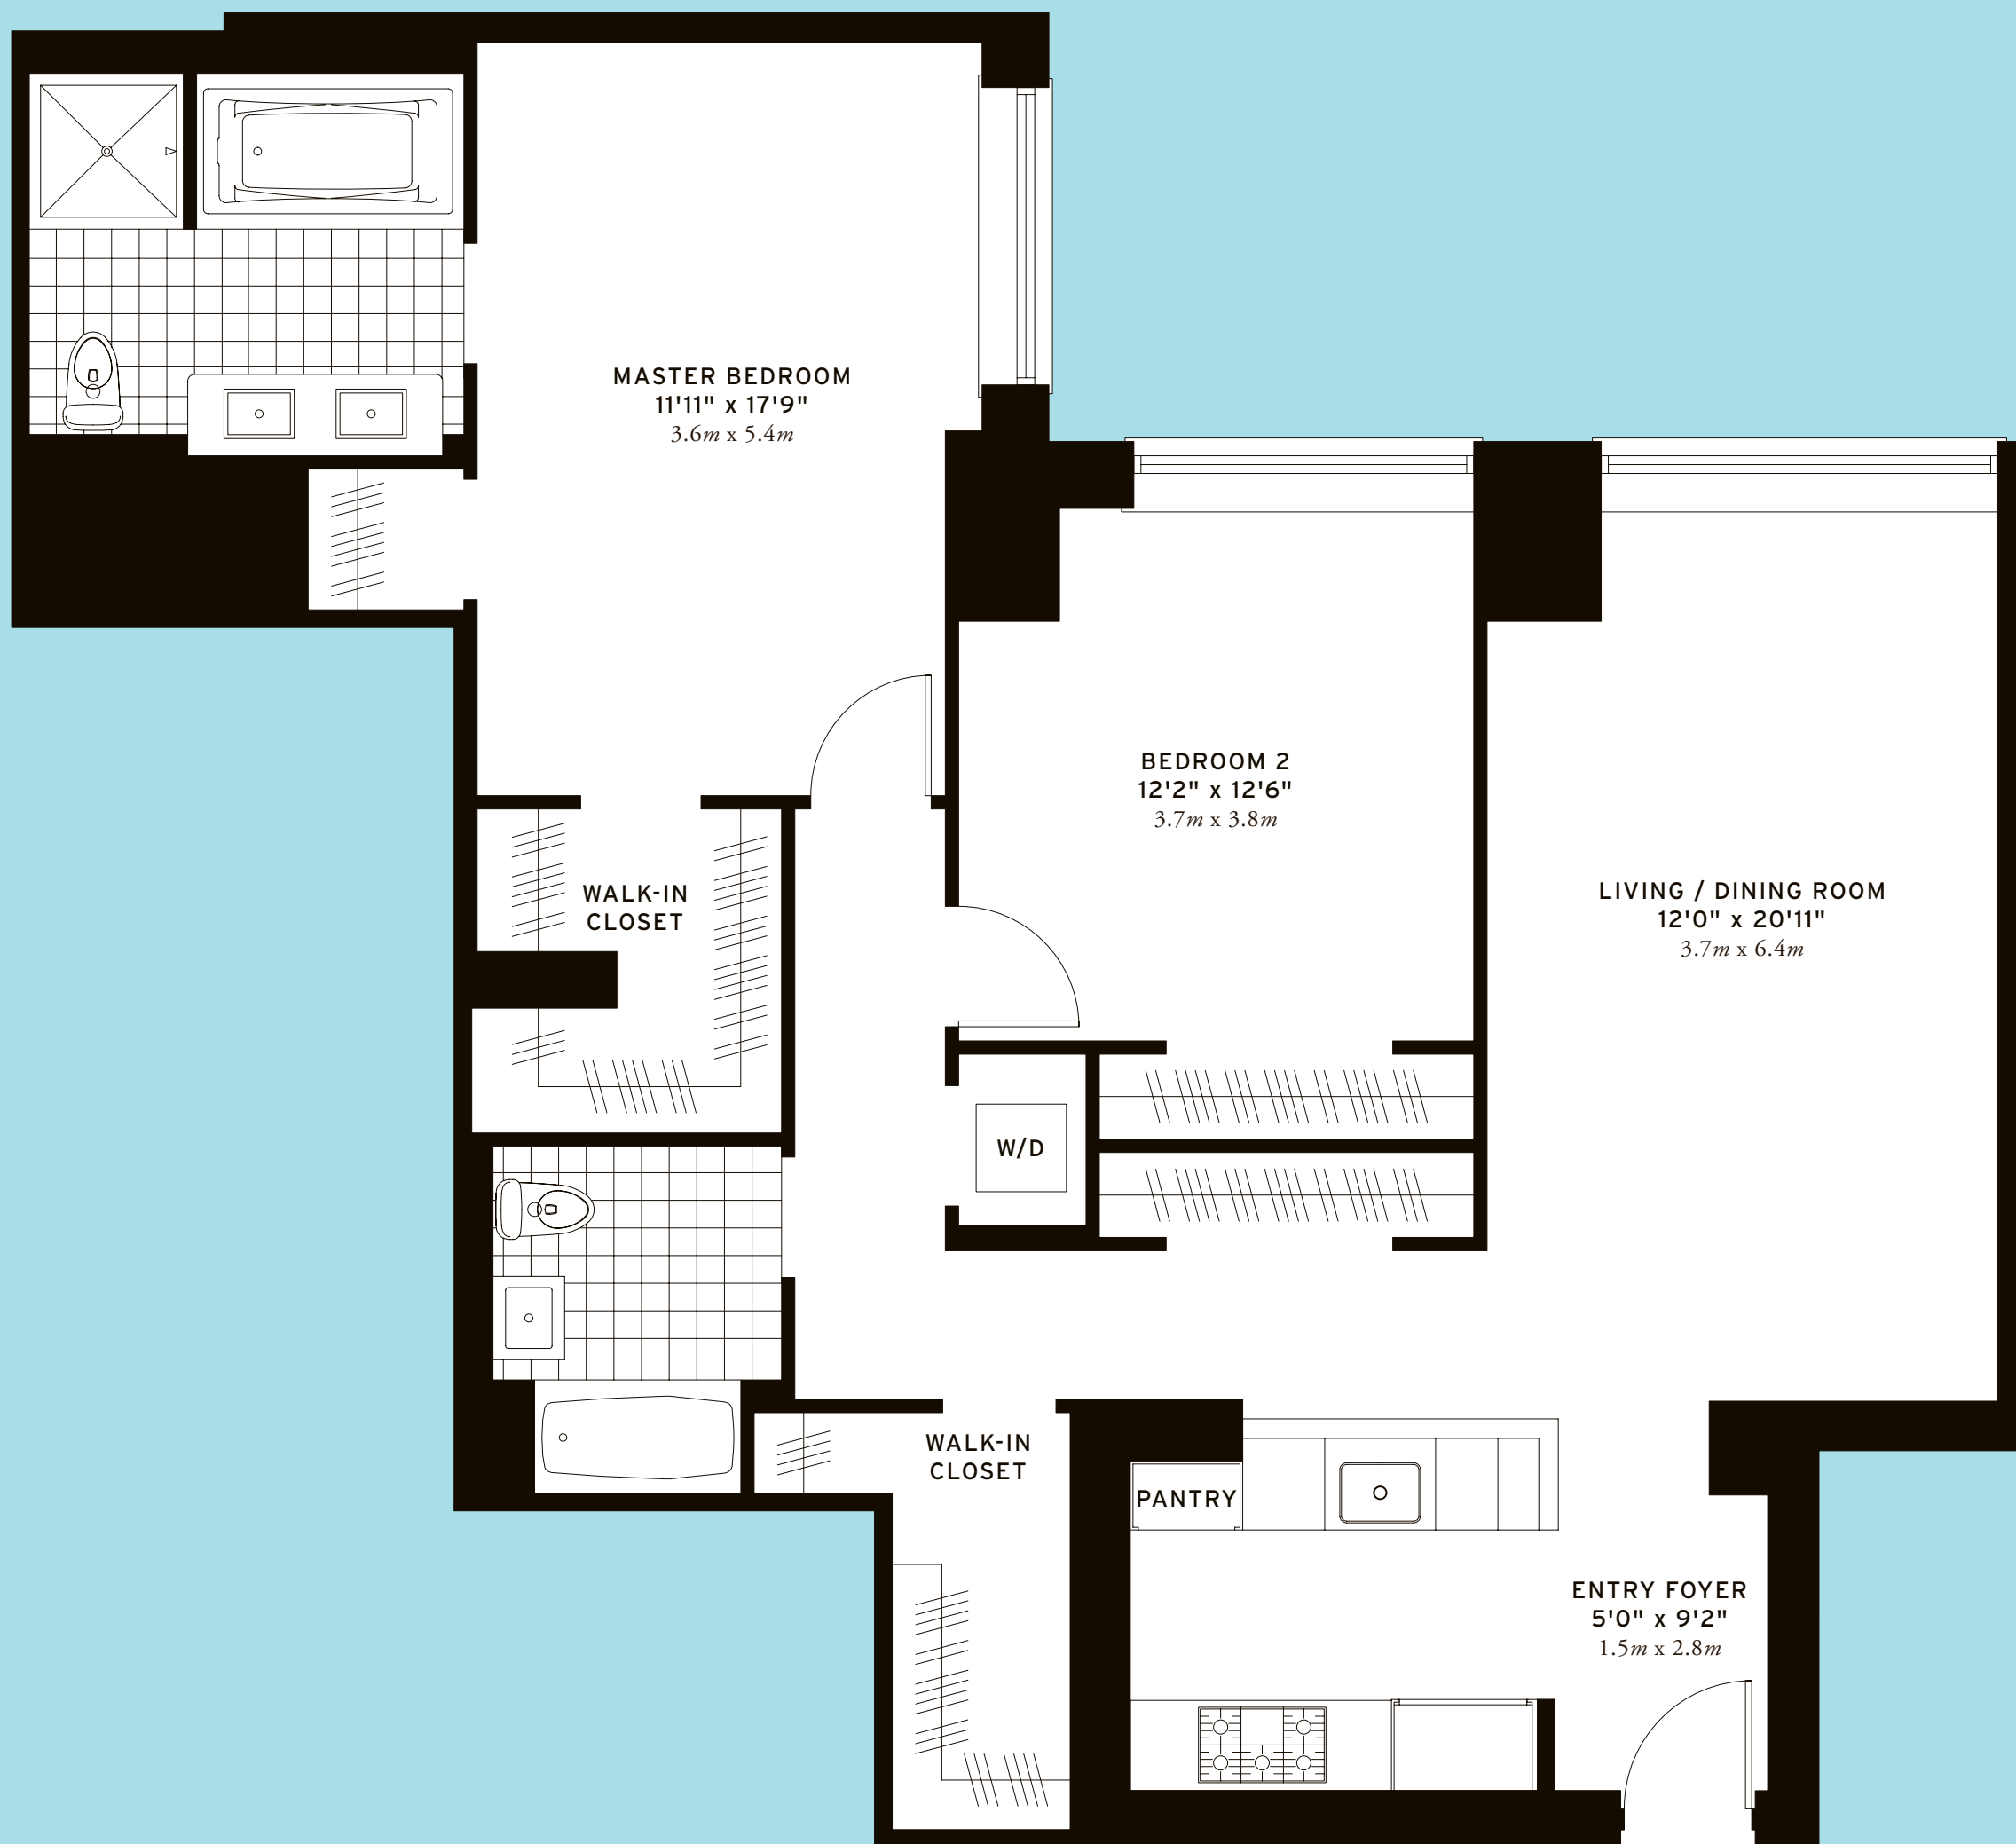 MASTER BEDROOM
11'11" x 17'9"
3.6m x 5.4m
BEDROOM 2
12'2" x 12'6"
3.7m x 3.8m
LIVING / DINING ROOM
12'0" x 20'11"
3.7m x 6.4m
WALK-IN
CLOSET
W/D
WALK-IN
CLOSET
PANTRY
ENTRY FOYER
5'0" x 9'2"
1.5m x 2.8m